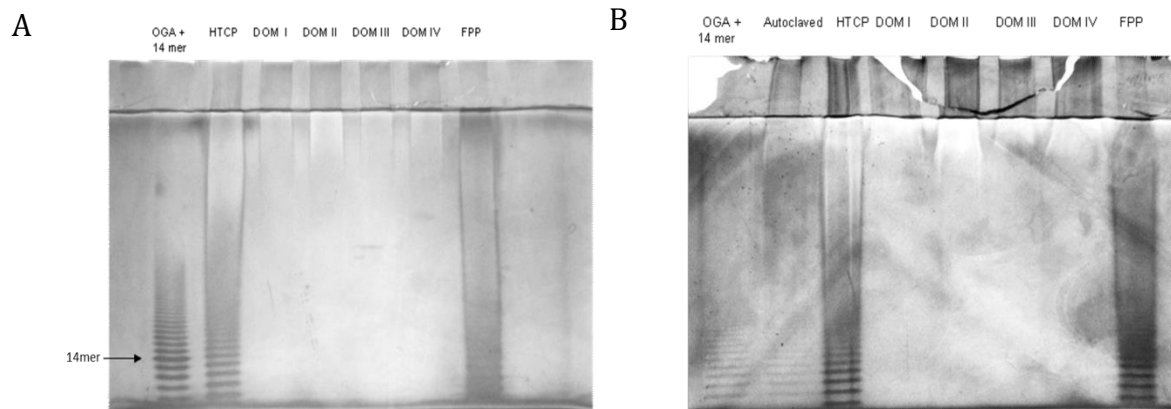 A
OGA + 14 mer HTCP DOM I DOM II DOM III DOM IV FPP
14mer
B
OGA + 14 mer Autoclaved HTCP DOM I DOM II DOM III DOM IV FPP